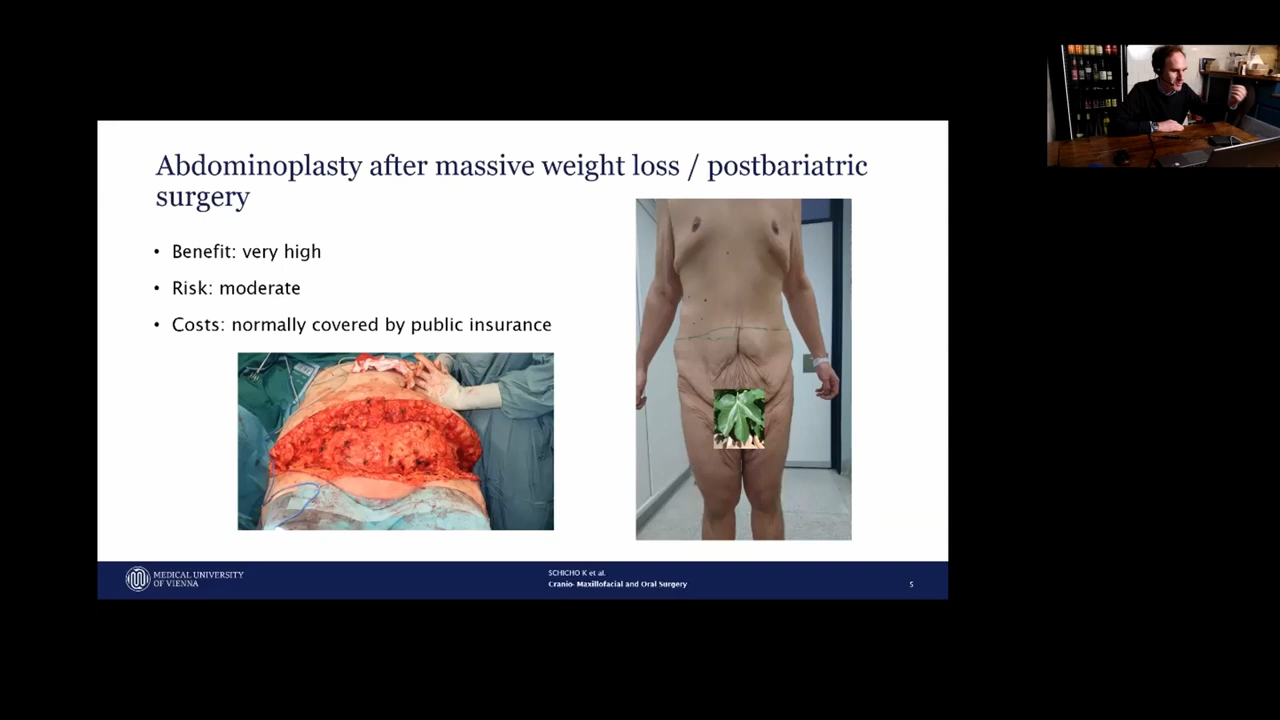 Abdominoplasty after massive weight loss / postbariatric
surgery
• Benefit: very high
• Risk: moderate
• Costs: normally covered by public insurance
MEDICAL UNIVERSITY
OF VIENNA
SCHICHO K et al.
Cranio- Maxillofacial and Oral Surgery
5